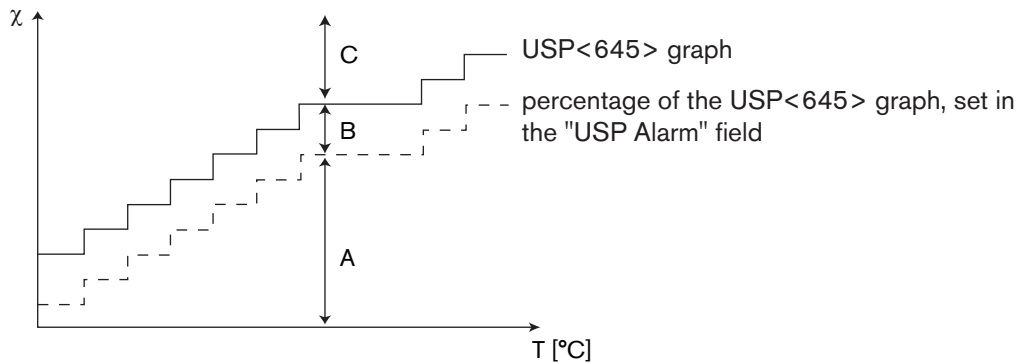 χ
C
USP<645> graph
percentage of the USP<645> graph, set in
the "USP Alarm" field
B
A
T [°C]